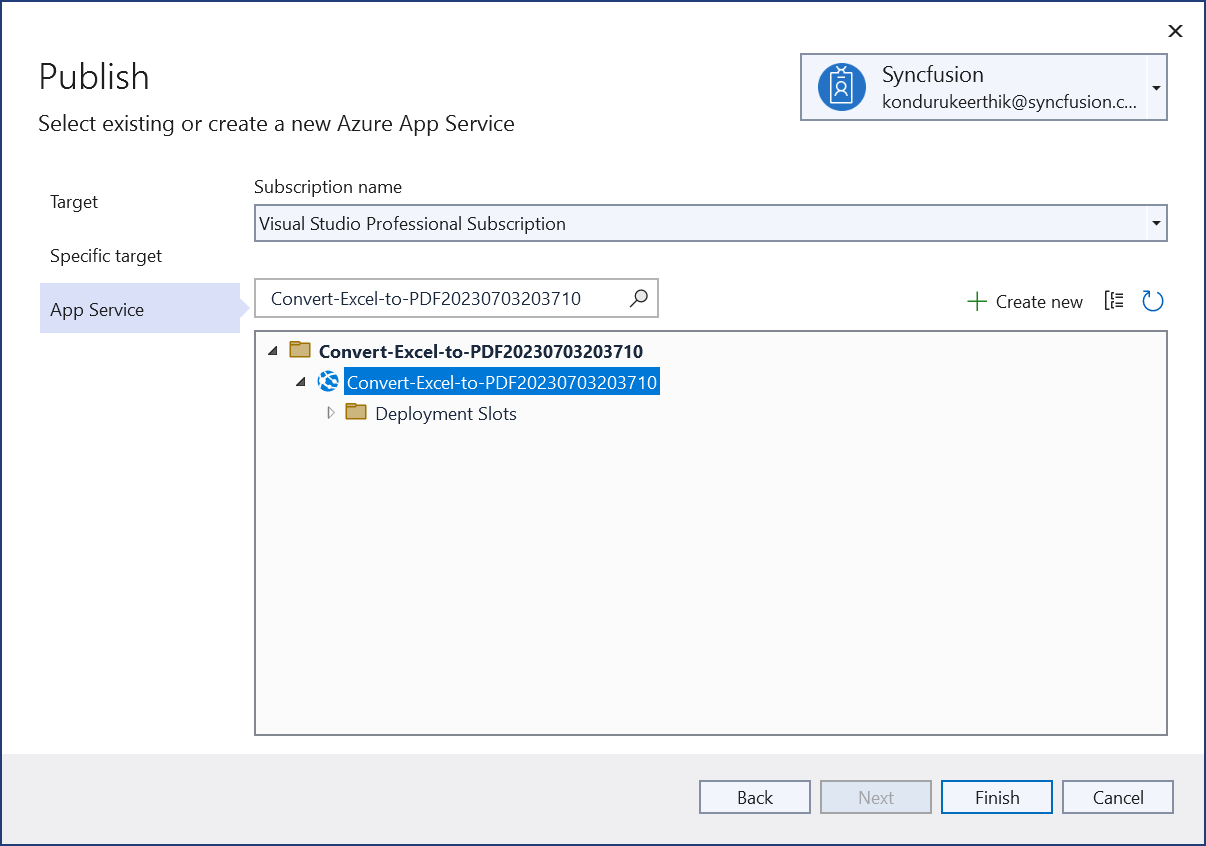 Publish
Select existing or create a new Azure App Service
Syncfusion
kondurukeerthik@syncfusion.c...
Target
Specific target
App Service
Subscription name
Visual Studio Professional Subscription
Convert-Excel-to-PDF20230703203710
Create new
Convert-Excel-to-PDF20230703203710
Convert-Excel-to-PDF20230703203710
Deployment Slots
Back
Next
Finish
Cancel